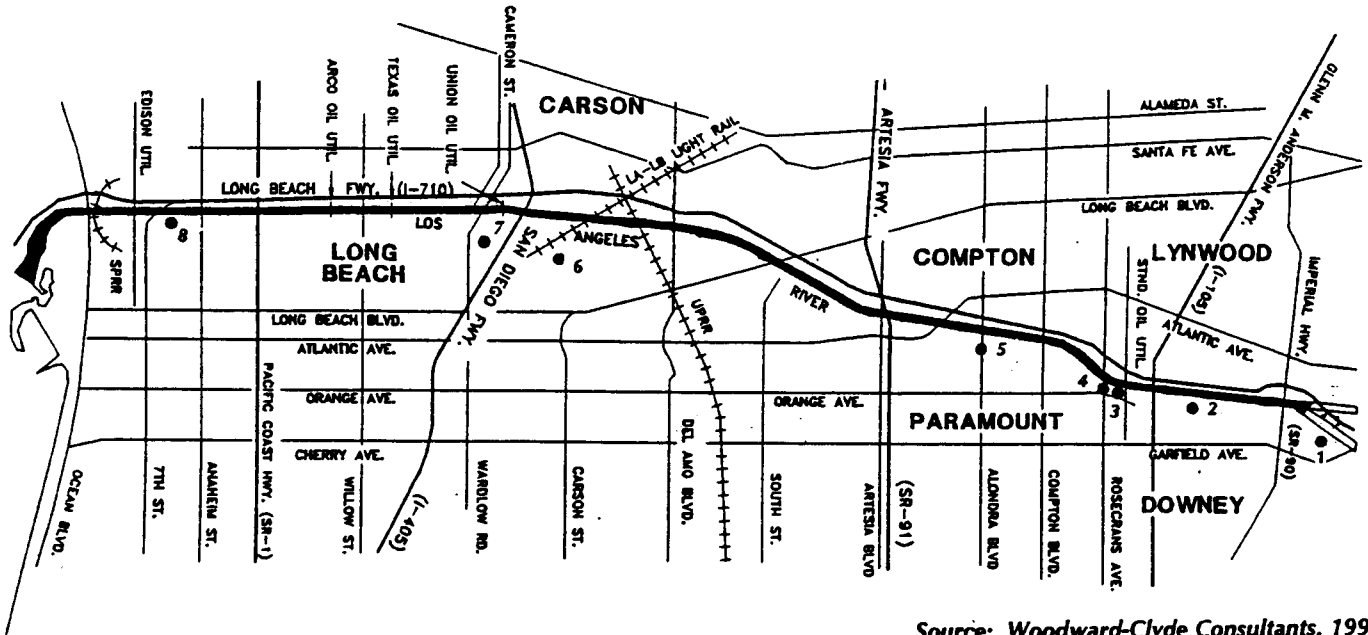 CAMERON ST.
UNION OIL UTIL.
TEXAS OIL UTIL.
ARCO OIL UTIL.
EDISON UTIL.
CARSON
LA-LB LIGHT RAIL
ARTESIA FWY.
ALAMEDA ST.
SANTA FE AVE.
GLENN M. ANDERSON FWY.
(I-105)
LONG BEACH FWY. (I-710)
LONG BEACH BLVD.
LOS
ANGELES
RIVER
8
7
6
SPRR
LONG
BEACH
SAN DIEGO FWY.
(I-405)
COMPTON
LYNWOOD
STND. OIL UTIL.
IMPERIAL HWY.
LONG BEACH BLVD.
ATLANTIC AVE.
UPRR
ATLANTIC AVE.
5
4
3
2
1
ORANGE AVE.
ORANGE AVE.
PARAMOUNT
(SR-90)
CHERRY AVE.
GARFIELD AVE.
DOWNEY
OCEAN BLVD.
7TH ST.
ANAHEIM ST.
PACIFIC COAST HWY. (SR-1)
WILLOW ST.
WARDLOW RD.
CARSON ST.
DEL AMO BLVD.
SOUTH ST.
ARTESIA BLVD
(SR-91)
ALONDRA BLVD
COMPTON BLVD.
ROSECRANS AVE.
Source: Woodward-Clyde Consultants, 199